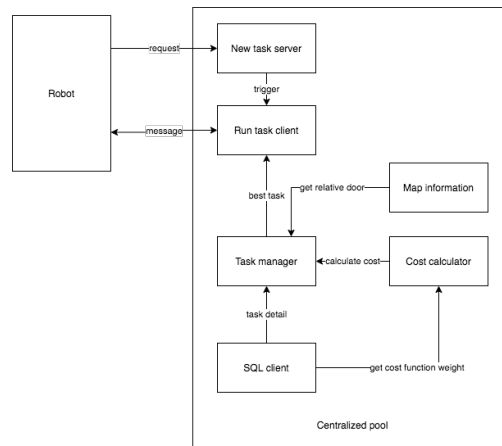 request
New task server
Robot
trigger
message
Run task client
get relative door
Map information
best task
Task manager
calculate cost
Cost calculator
task detail
SQL client
get cost function weight
Centralized pool